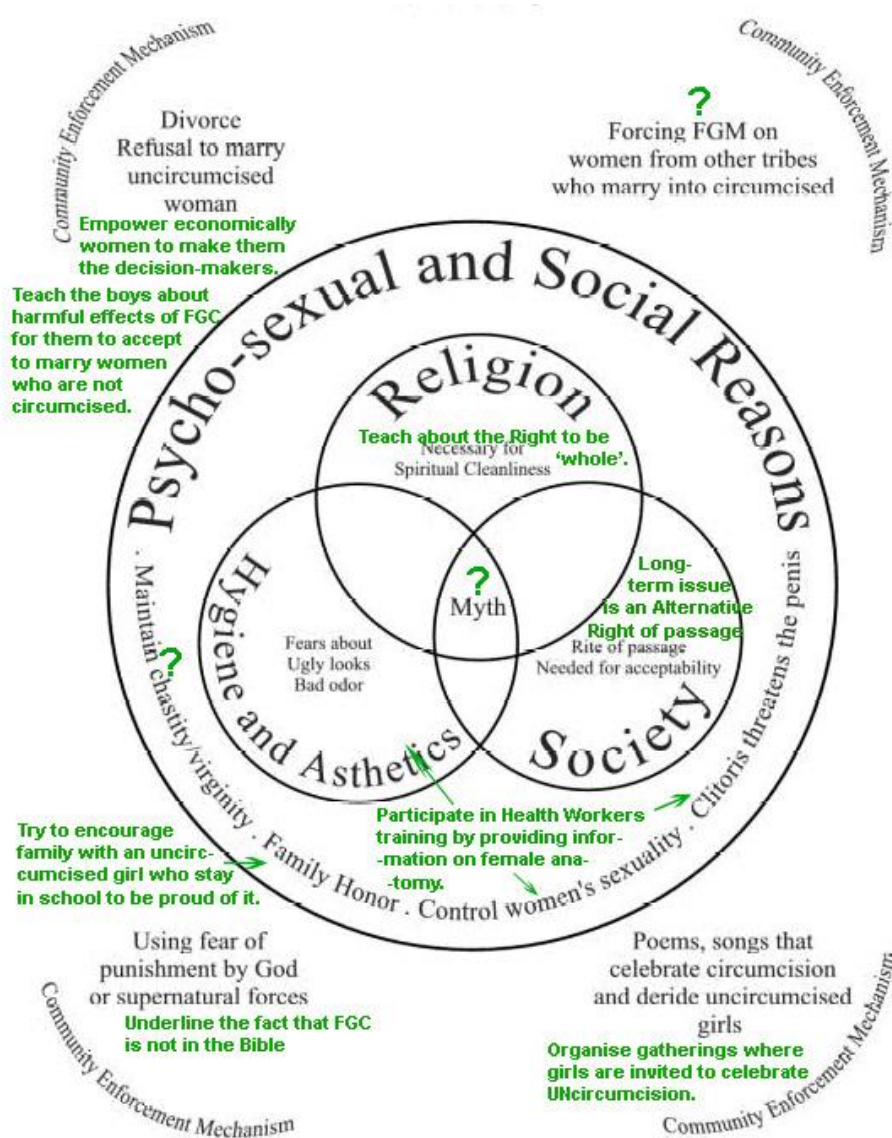 Community Enforcement Mechanism
Community Enforcement Mechanism
Divorce
Refusal to marry
uncircumcised
woman
?
Forcing FGM on
women from other tribes
who marry into circumcised
Empower economically
women to make them
the decision-makers.
Teach the boys about
harmful effects of FGC
for them to accept
to marry women
who are not
circumcised.
Psycho-sexual and Social Reasons
Religion
Teach about the Right to be
'whole'.
Necessary for
Spiritual Cleanliness
?
Myth
Long-
term issue
is an Alternative
Right of passage
Rite of passage
Needed for acceptability
Society
Hygiene and Asthetics
Fears about
Ugly looks
Bad odor
?
. Maintain chastity/virginity . Family Honor . Control women's sexuality . Clitoris threatens the penis
Participate in Health Workers
training by providing infor-
-mation on female ana-
-tomy.
Try to encourage
family with an uncir-
cumcised girl who stay
in school to be proud of it.
Using fear of
punishment by God
or supernatural forces
Underline the fact that FGC
is not in the Bible
Community Enforcement Mechanism
Poems, songs that
celebrate circumcision
and deride uncircumcised
girls
Organise gatherings where
girls are invited to celebrate
UNcircumcision.
Community Enforcement Mechanism